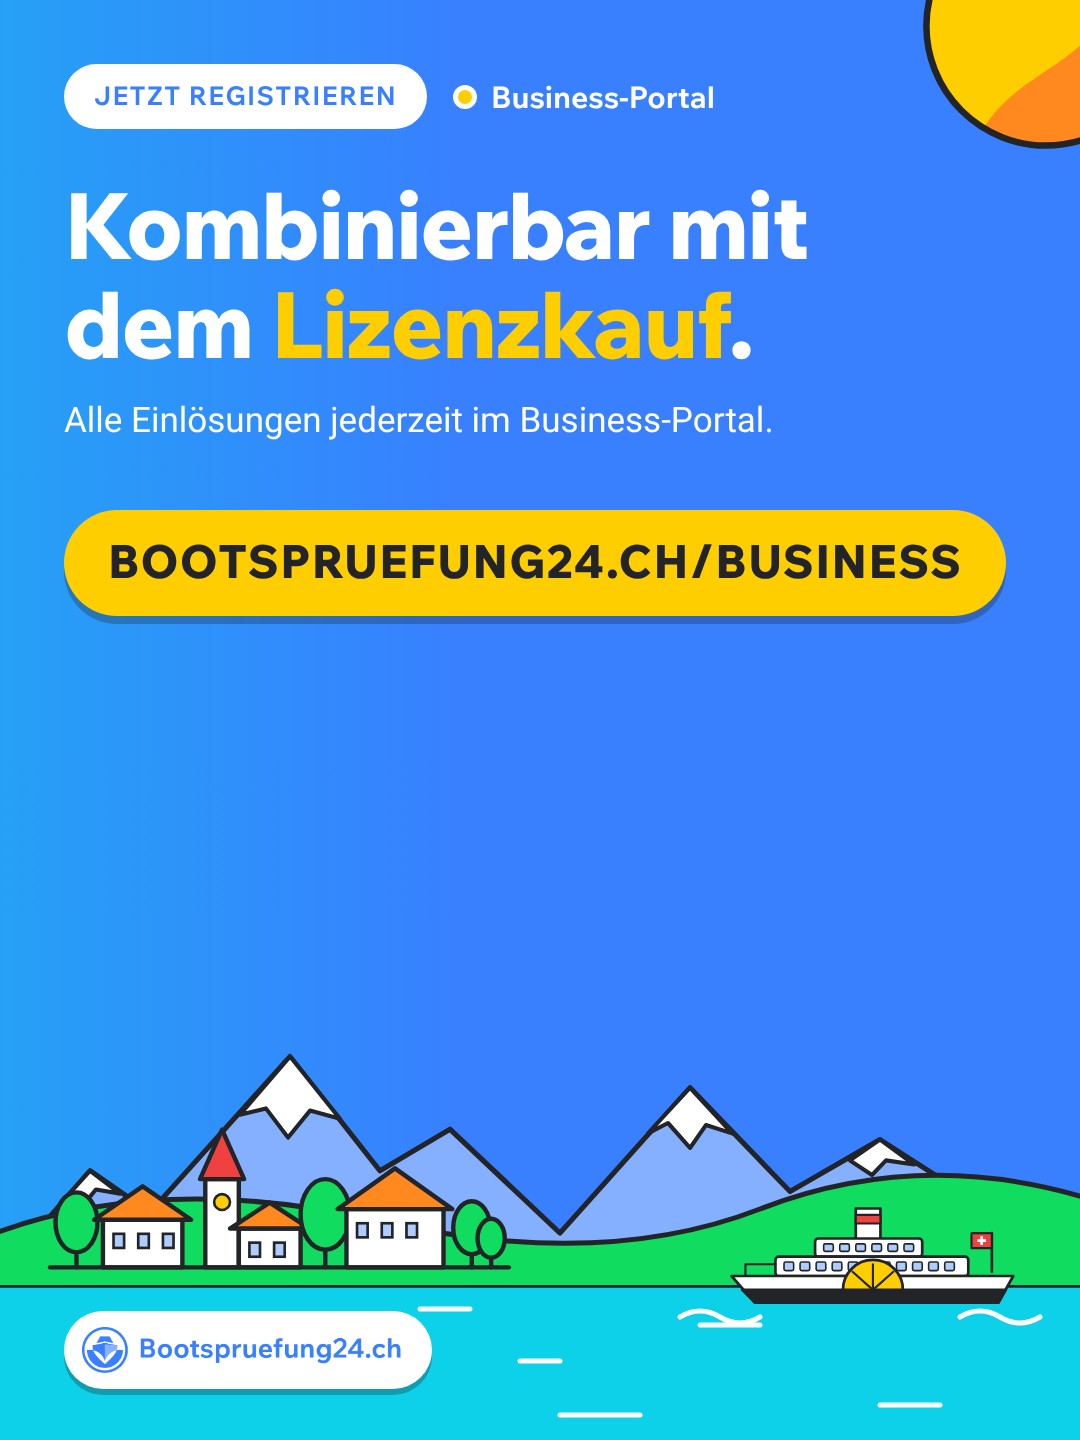 JETZT REGISTRIEREN
Business-Portal
Kombinierbar mit
dem Lizenzkauf.
Alle Einlösungen jederzeit im Business-Portal.
BOOTSPRUEFUNG24.CH/BUSINESS
Bootspruefung24.ch